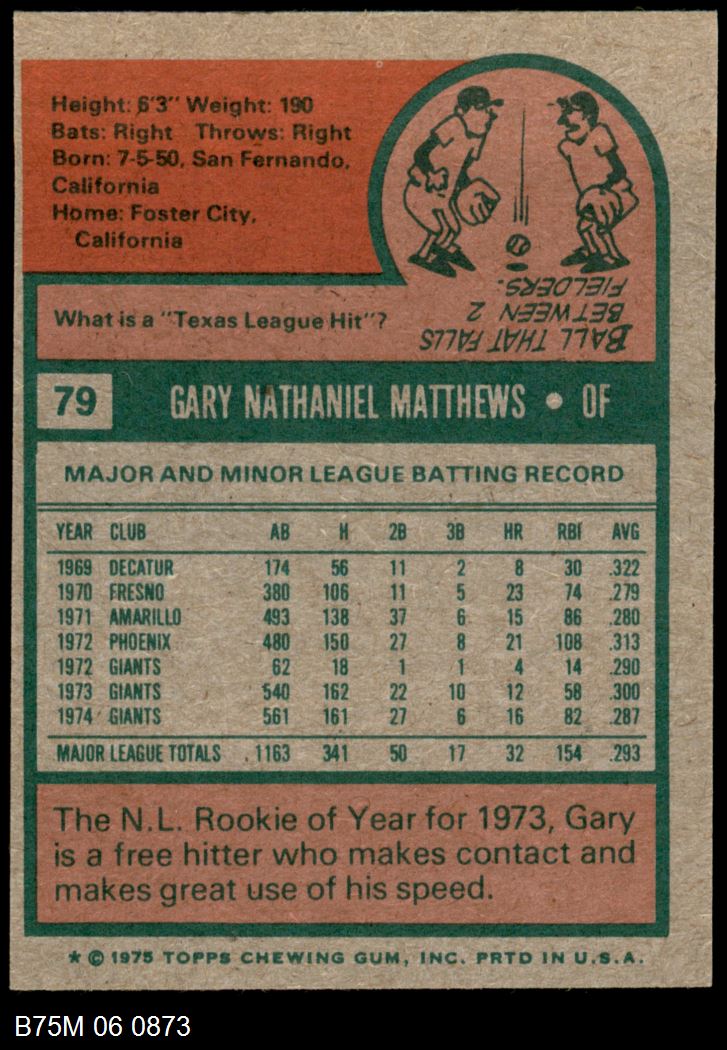 Height: 6'3" Weight: 190
Bats: Right Throws: Right
Born: 7-5-50, San Fernando,
California
Home: Foster City,
California
What is a "Texas League Hit"?
BALL THAT FALLS
BETWEEN 2
FIELDERS.
79 GARY NATHANIEL MATTHEWS • OF
MAJOR AND MINOR LEAGUE BATTING RECORD
YEAR CLUB AB H 2B 3B HR RBI AVG
1969 DECATUR 174 56 11 2 8 30 .322
1970 FRESNO 380 106 11 5 23 74 .279
1971 AMARILLO 493 138 37 6 15 86 .280
1972 PHOENIX 480 150 27 8 21 108 .313
1972 GIANTS 62 18 1 1 4 14 .290
1973 GIANTS 540 162 22 10 12 58 .300
1974 GIANTS 561 161 27 6 16 82 .287
MAJOR LEAGUE TOTALS 1163 341 50 17 32 154 .293
The N.L. Rookie of Year for 1973, Gary
is a free hitter who makes contact and
makes great use of his speed.
* © 1975 TOPPS CHEWING GUM, INC. PRTD IN U.S.A.
B75M 06 0873